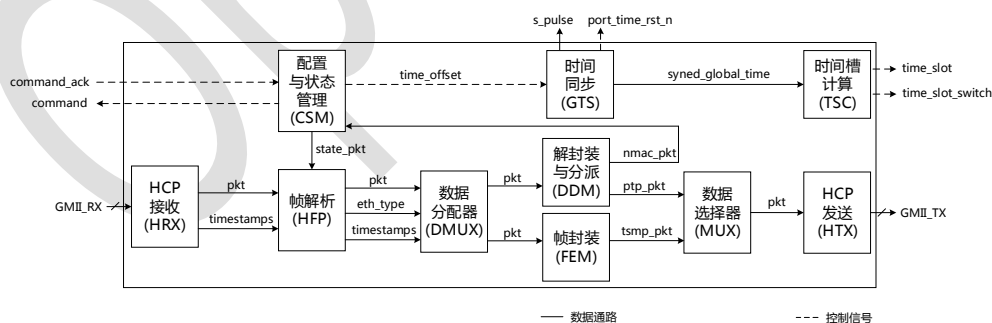 s_pulse port_time_rst_n
配置
与状态
管理
(CSM)
时间
同步
(GTS)
时间槽
计算
(TSC)
command_ack
command
time_offset
syned_global_time
time_slot
time_slot_switch
state_pkt
nmac_pkt
HCP
接收
(HRX)
帧解析
(HFP)
数据
分配器
(DMUX)
解封装
与分派
(DDM)
帧封装
(FEM)
数据
选择器
(MUX)
HCP
发送
(HTX)
GMII_RX
pkt
timestamps
pkt
eth_type
timestamps
pkt
pkt
ptp_pkt
tsmp_pkt
pkt
GMII_TX
数据通路
控制信号